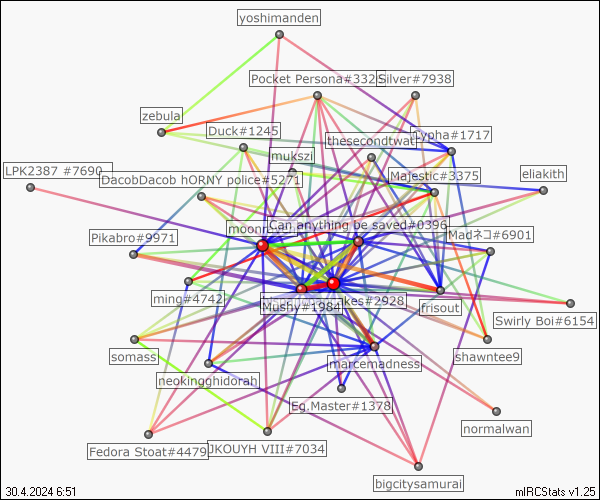 yoshimanden
Pocket Persona#3325
Silver#7938
zebula
Duck#1245
thesecondtwat
Lypha#1717
mukszi
LPK2387 #7690
DacobDacob hORNY police#5271
Majestic#3375
eliakith
moonr
Can anything be saved#0396
Pikabro#9971
Madネコ#6901
ming#4742
Mushy#1984
kes#2928
frisout
Swirly Boi#6154
somass
marcemadness
shawntee9
neokingghidorah
Eg.Master#1378
normalwan
Fedora Stoat#4479
JKOUYH VIII#7034
bigcitysamurai
30.4.2024 6:51
mIRCStats v1.25